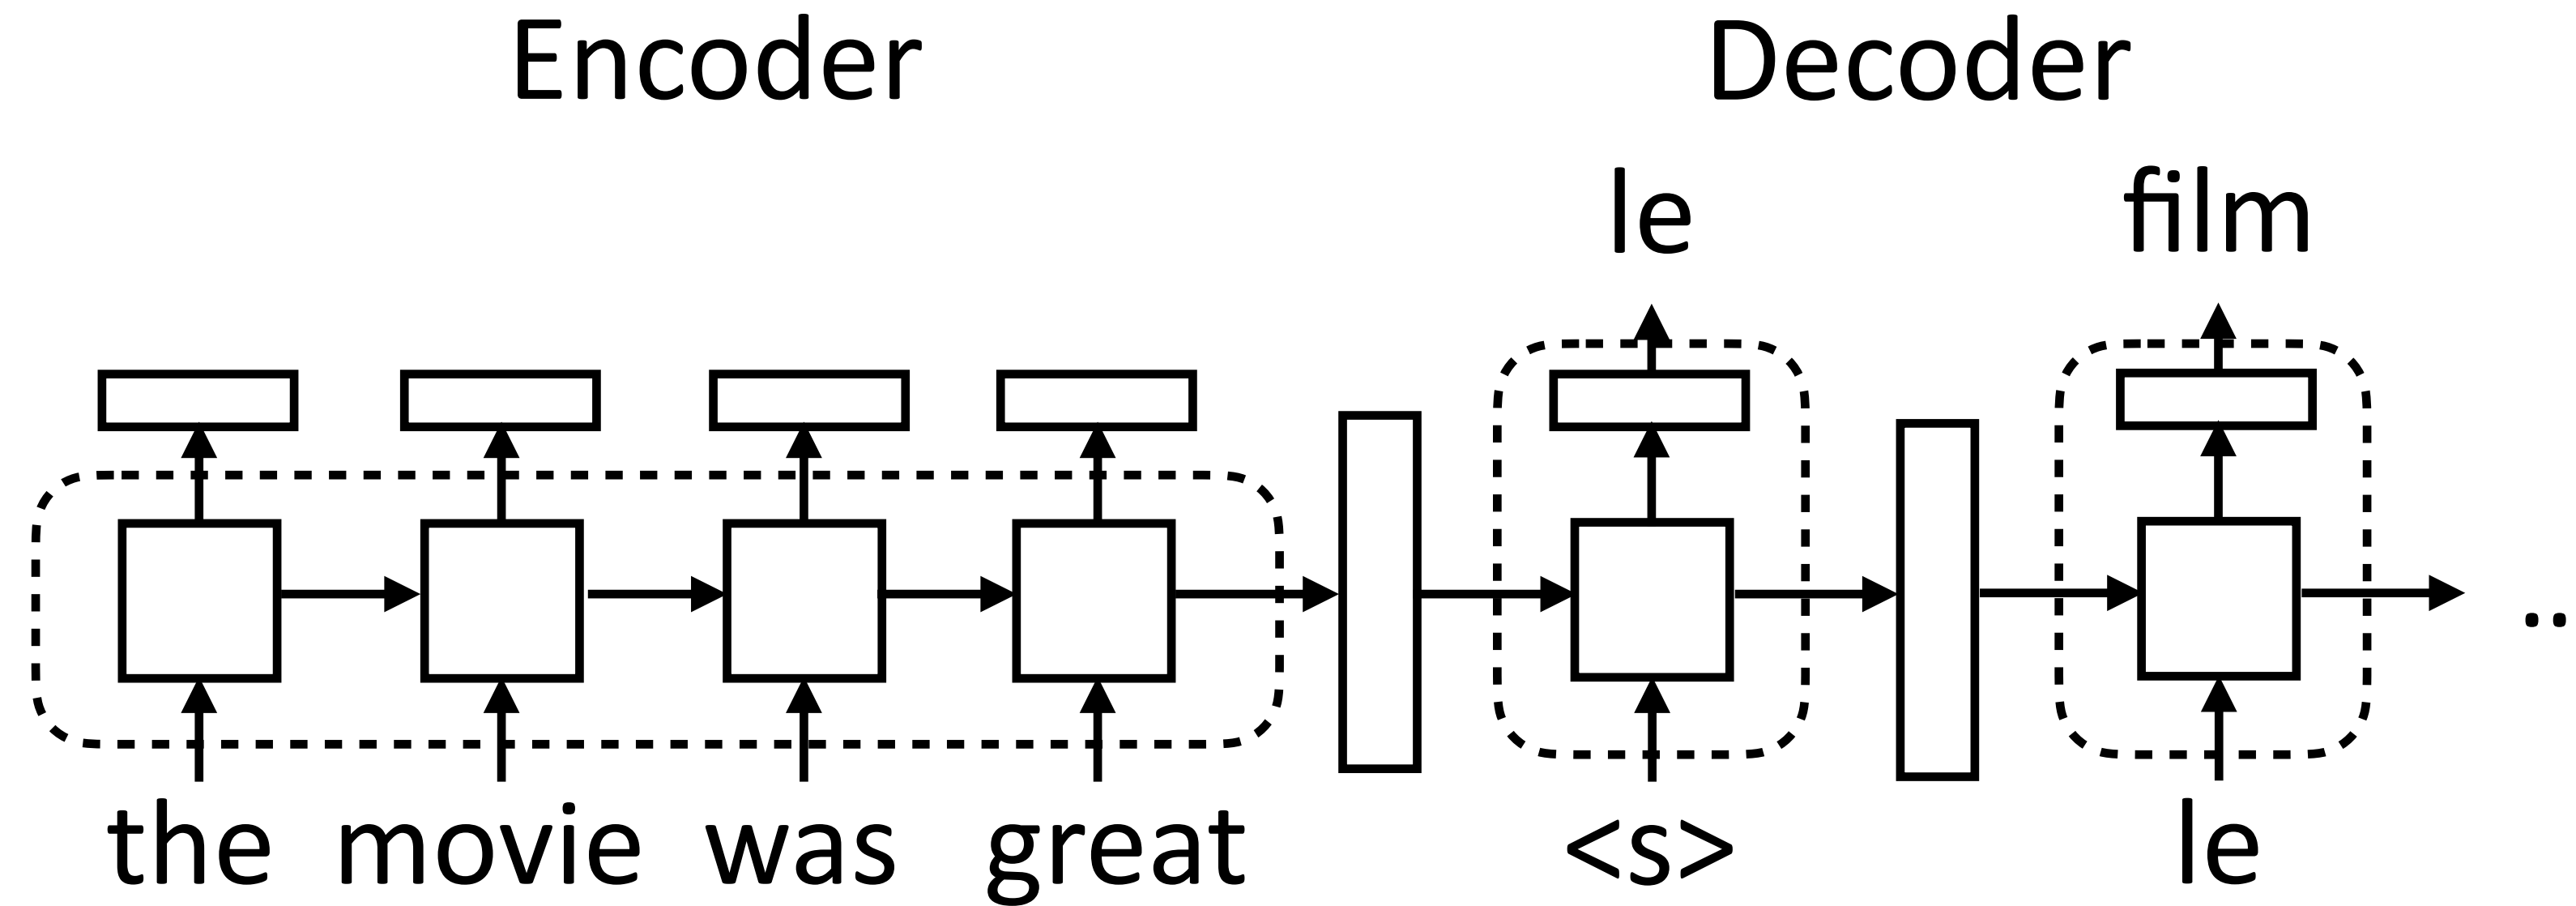 Encoder Decoder
le film
the movie was great <s> le
..